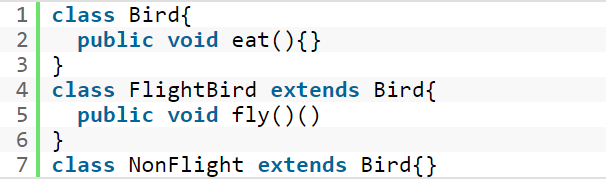 1 class Bird{
2   public void eat(){}
3 }
4 class FlightBird extends Bird{
5   public void fly()()
6 }
7 class NonFlight extends Bird{}